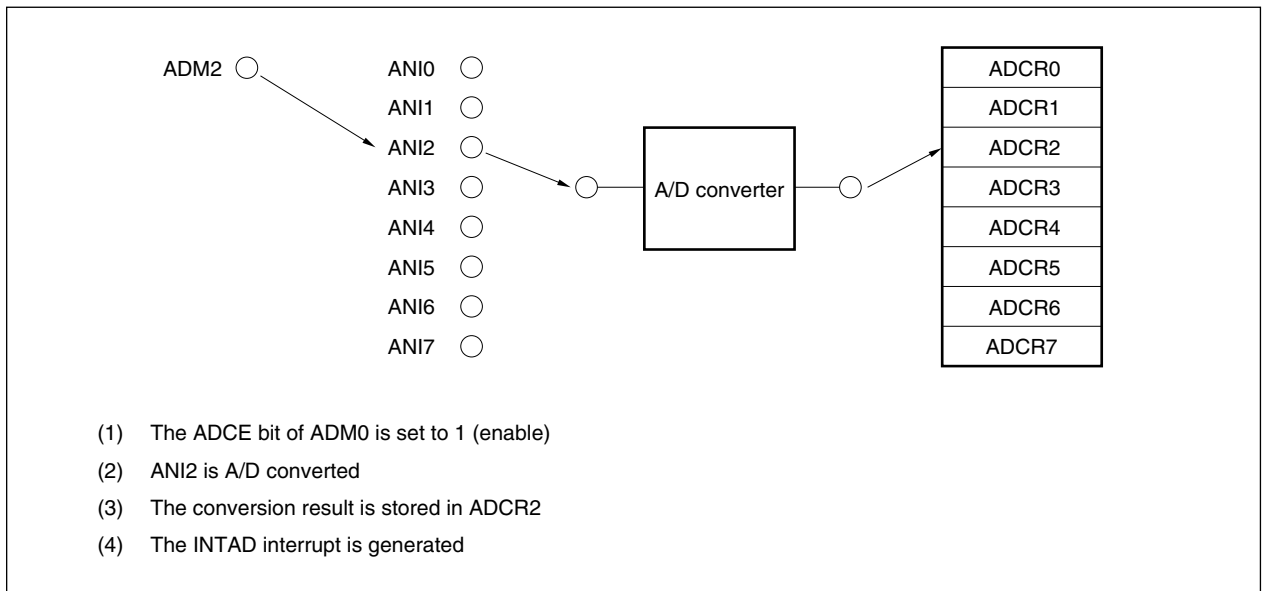 ADM2
ANI0
ANI1
ANI2
ANI3
ANI4
ANI5
ANI6
ANI7
A/D converter
ADCR0
ADCR1
ADCR2
ADCR3
ADCR4
ADCR5
ADCR6
ADCR7
(1) The ADCE bit of ADM0 is set to 1 (enable)
(2) ANI2 is A/D converted
(3) The conversion result is stored in ADCR2
(4) The INTAD interrupt is generated